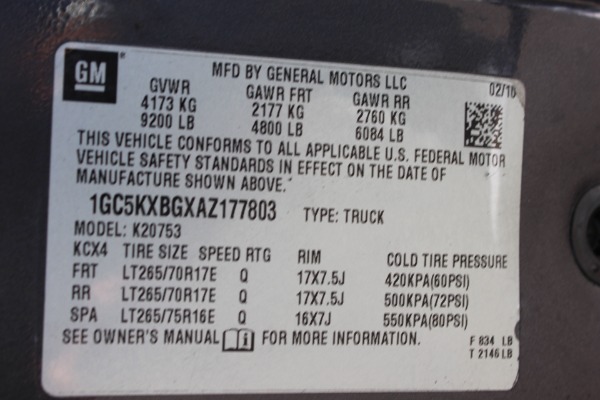 GM
MFD BY GENERAL MOTORS LLC
02/10
GVWR GAWR FRT GAWR RR
4173 KG 2177 KG 2760 KG
9200 LB 4800 LB 6084 LB
THIS VEHICLE CONFORMS TO ALL APPLICABLE U.S. FEDERAL MOTOR
VEHICLE SAFETY STANDARDS IN EFFECT ON THE DATE OF
MANUFACTURE SHOWN ABOVE.
1GC5KXBGXAZ177803 TYPE: TRUCK
MODEL: K20753
KCX4 TIRE SIZE SPEED RTG RIM COLD TIRE PRESSURE
FRT LT265/70R17E Q 17X7.5J 420KPA(60PSI)
RR LT265/70R17E Q 17X7.5J 500KPA(72PSI)
SPA LT265/75R16E Q 16X7J 550KPA(80PSI)
SEE OWNER'S MANUAL i FOR MORE INFORMATION.
F 834 LB
T 2146 LB